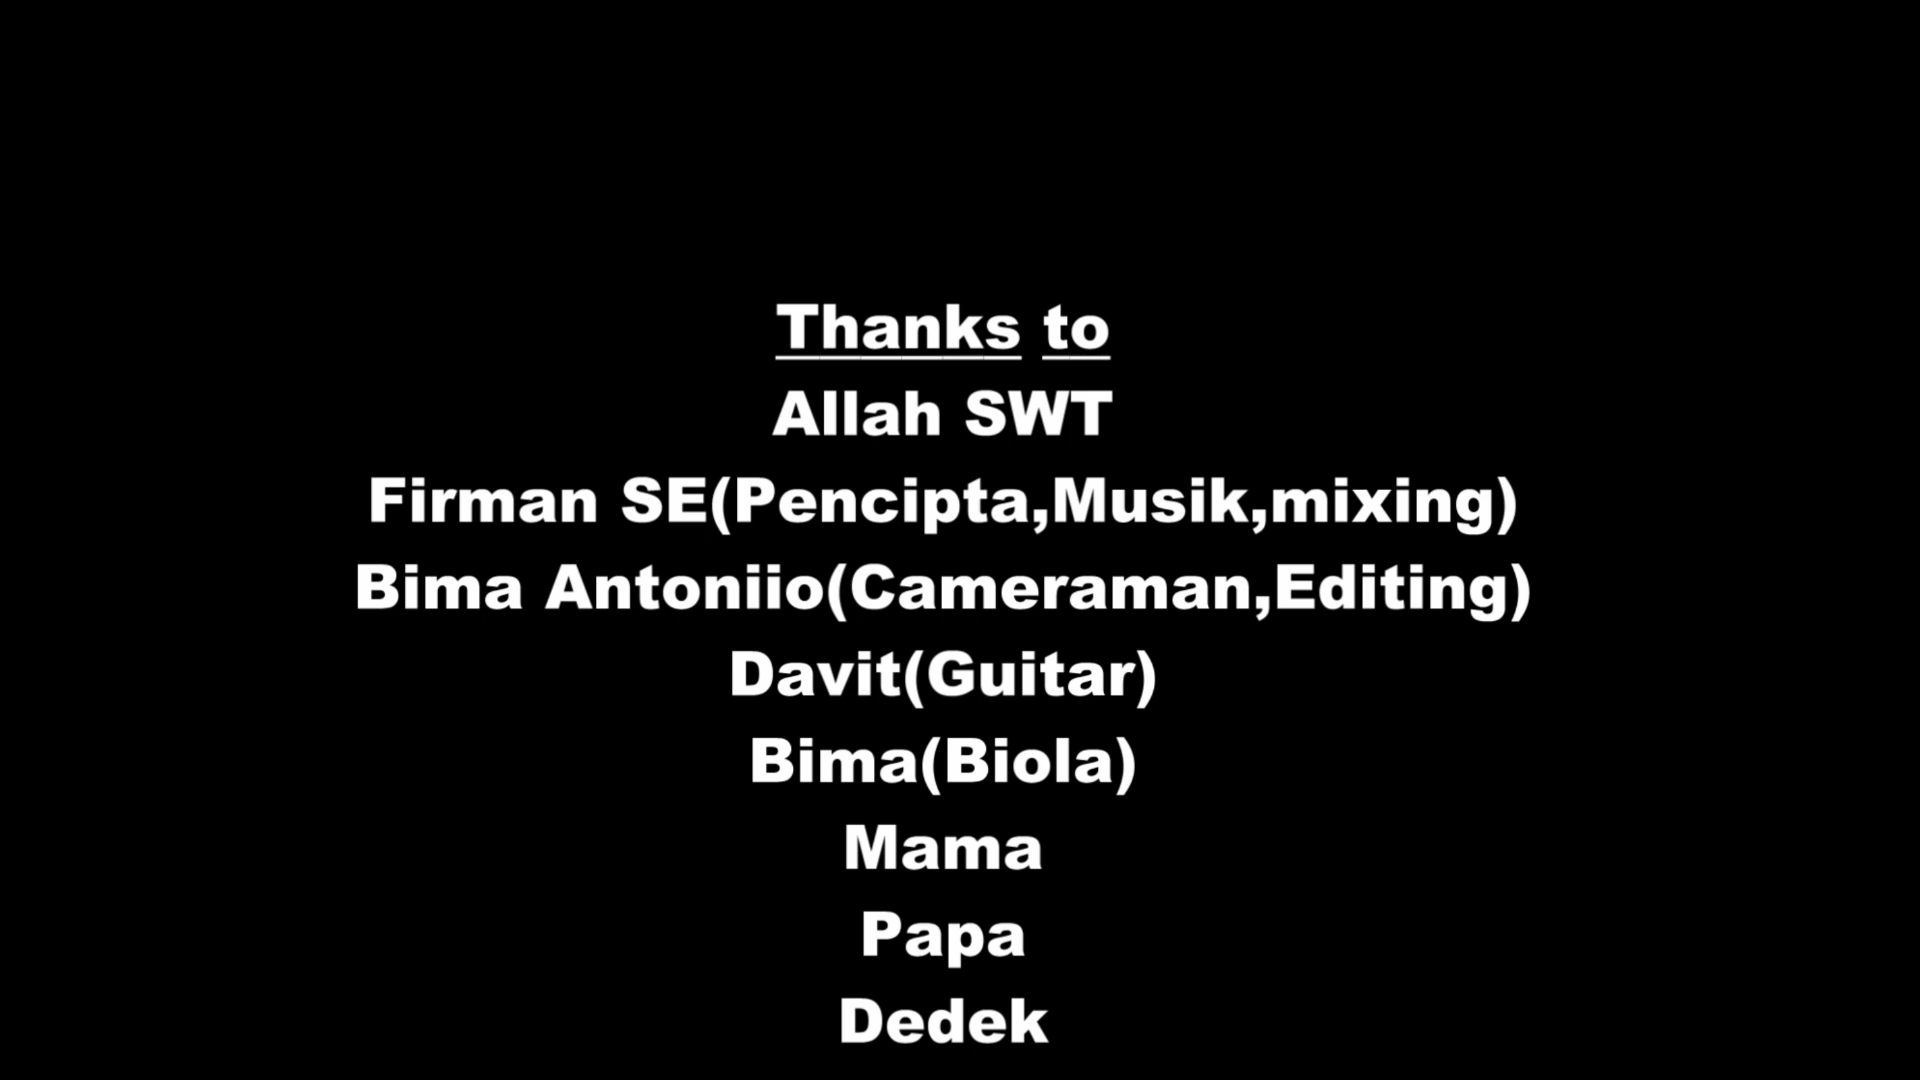 Thanks to
Allah SWT
Firman SE(Pencipta,Musik,mixing)
Bima Antoniio(Cameraman,Editing)
Davit(Guitar)
Bima(Biola)
Mama
Papa
Dedek